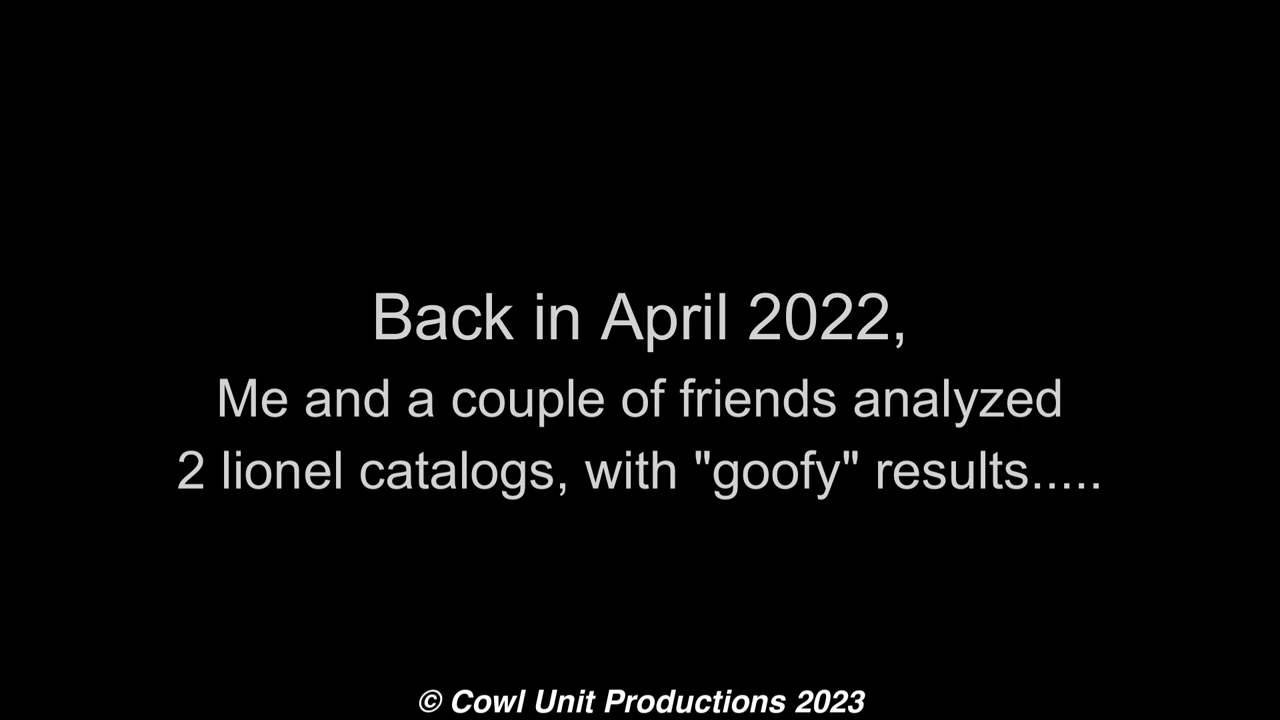 Back in April 2022,
Me and a couple of friends analyzed
2 lionel catalogs, with "goofy" results.....
© Cowl Unit Productions 2023